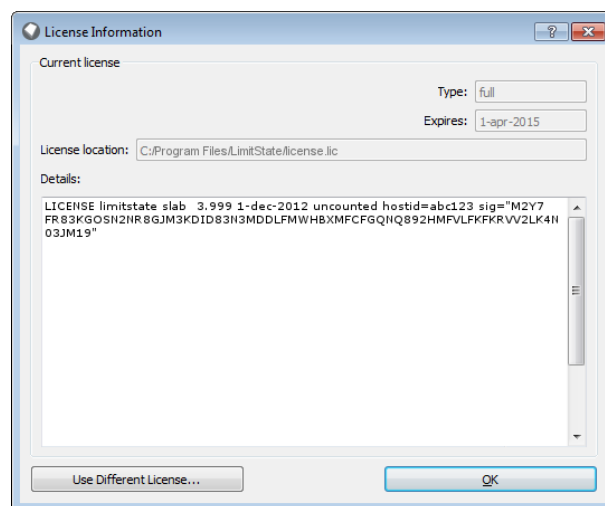 License Information
Current license
Type: full
Expires: 1-apr-2015
License location: C:/Program Files/LimitState/license.lic
Details:
LICENSE limitstate slab  3.999 1-dec-2012 uncounted hostid=abc123 sig="M2Y7
FR83KGOSN2NR8GJM3KDID83N3MDDLFMWHBXMFCFGQNQ892HMFVLFKFKRVV2LK4N
03JM19"
Use Different License...
OK